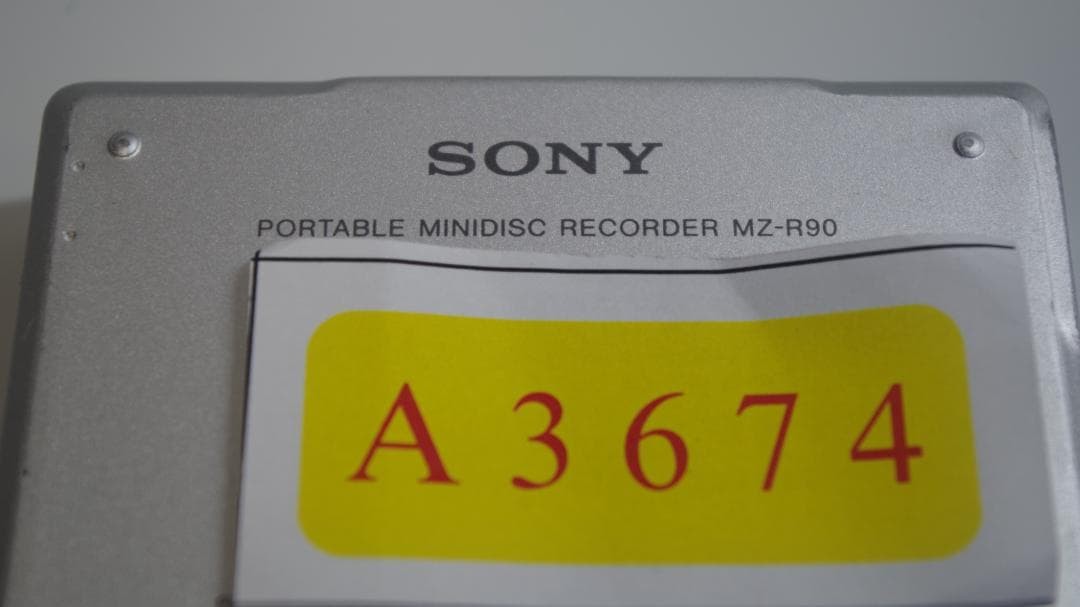 SONY
PORTABLE MINIDISC RECORDER MZ-R90
A3674